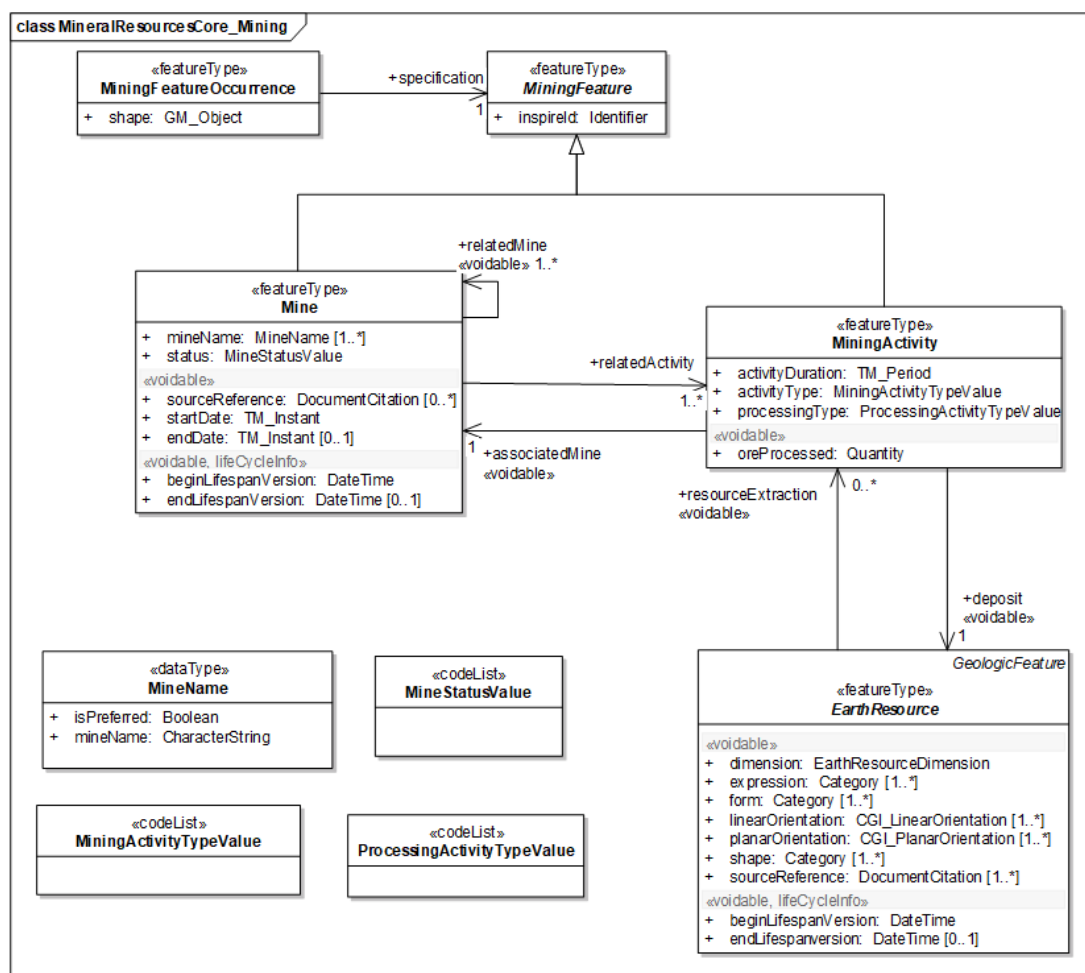 class MineralResourcesCore_Mining
«featureType»
MiningFeatureOccurrence
+ shape: GM_Object
+specification
1
«featureType»
MiningFeature
+ inspireId: Identifier
+relatedMine
«voidable» 1..*
«featureType»
Mine
+ mineName: MineName [1..*]
+ status: MineStatusValue
«voidable»
+ sourceReference: DocumentCitation [0..*]
+ startDate: TM_Instant
+ endDate: TM_Instant [0..1]
«voidable, lifeCycleInfo»
+ beginLifespanVersion: DateTime
+ endLifespanVersion: DateTime [0..1]
+relatedActivity
1..*
1
+associatedMine
«voidable»
«featureType»
MiningActivity
+ activityDuration: TM_Period
+ activityType: MiningActivityTypeValue
+ processingType: ProcessingActivityTypeValue
«voidable»
+ oreProcessed: Quantity
+resourceExtraction
«voidable»
0..*
+deposit
«voidable»
1
«dataType»
MineName
+ isPreferred: Boolean
+ mineName: CharacterString
«codeList»
MineStatusValue
«codeList»
MiningActivityTypeValue
«codeList»
ProcessingActivityTypeValue
GeologicFeature
«featureType»
EarthResource
«voidable»
+ dimension: EarthResourceDimension
+ expression: Category [1..*]
+ form: Category [1..*]
+ linearOrientation: CGI_LinearOrientation [1..*]
+ planarOrientation: CGI_PlanarOrientation [1..*]
+ shape: Category [1..*]
+ sourceReference: DocumentCitation [1..*]
«voidable, lifeCycleInfo»
+ beginLifespanVersion: DateTime
+ endLifespanversion: DateTime [0..1]